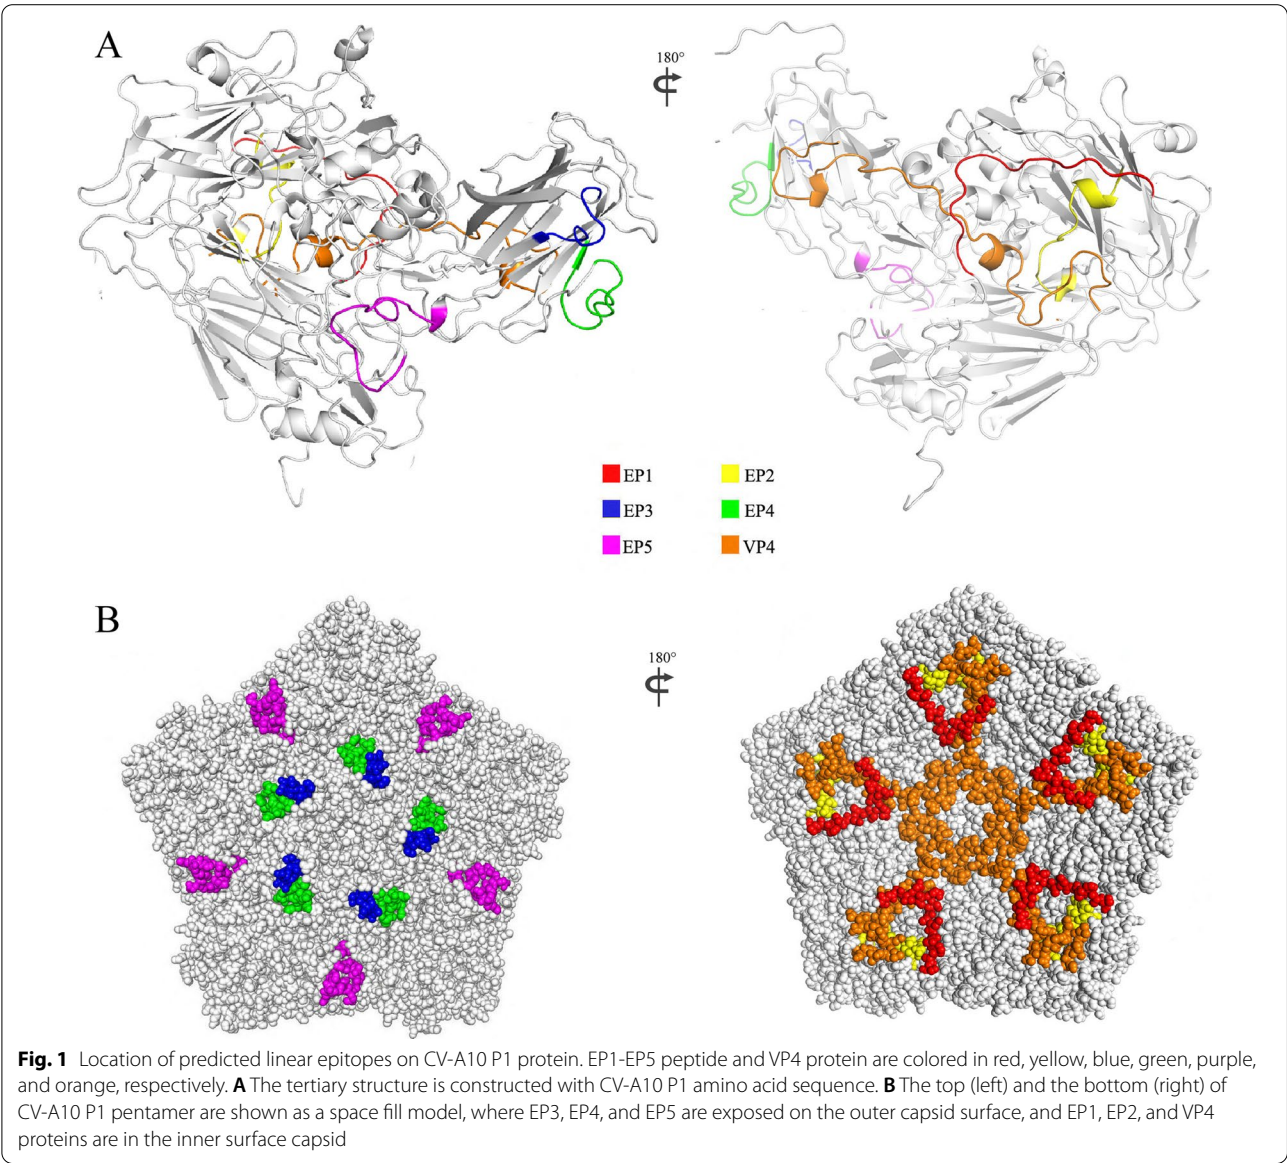 A
180°
EP1
EP2
EP3
EP4
EP5
VP4
B
180°
Fig. 1 Location of predicted linear epitopes on CV-A10 P1 protein. EP1-EP5 peptide and VP4 protein are colored in red, yellow, blue, green, purple,
and orange, respectively. A The tertiary structure is constructed with CV-A10 P1 amino acid sequence. B The top (left) and the bottom (right) of
CV-A10 P1 pentamer are shown as a space fill model, where EP3, EP4, and EP5 are exposed on the outer capsid surface, and EP1, EP2, and VP4
proteins are in the inner surface capsid